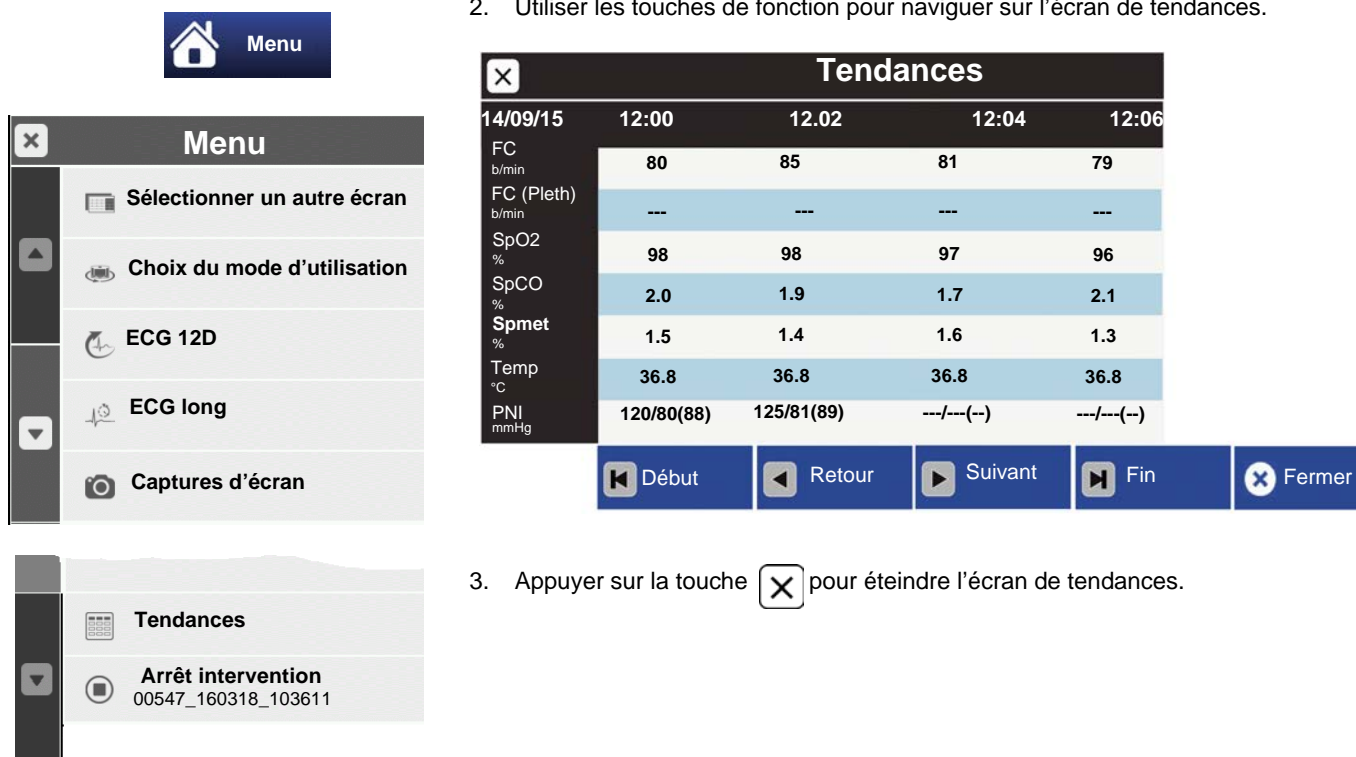 Menu
Menu
Sélectionner un autre écran
Choix du mode d'utilisation
ECG 12D
ECG long
Captures d'écran
Tendances
Arrêt intervention
00547_160318_103611
2. Utiliser les touches de fonction pour naviguer sur l'écran de tendances.
Tendances
14/09/15 12:00 12.02 12:04 12:06
FC
b/min 80 85 81 79
FC (Pleth)
b/min --- --- --- ---
SpO2
% 98 98 97 96
SpCO
% 2.0 1.9 1.7 2.1
Spmet
% 1.5 1.4 1.6 1.3
Temp
°C 36.8 36.8 36.8 36.8
PNI
mmHg 120/80(88) 125/81(89) ---/---(--) ---/---(--)
Début Retour Suivant Fin Fermer
3. Appuyer sur la touche pour éteindre l'écran de tendances.